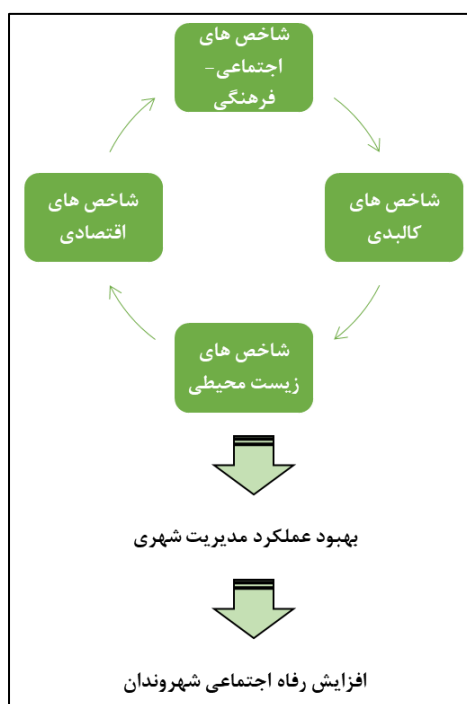 شاخص های
اجتماعی-
فرهنگی
شاخص های
کالبدی
شاخص های
اقتصادی
شاخص های
زیست محیطی
بهبود عملکرد مدیریت شهری
افزایش رفاه اجتماعی شهروندان